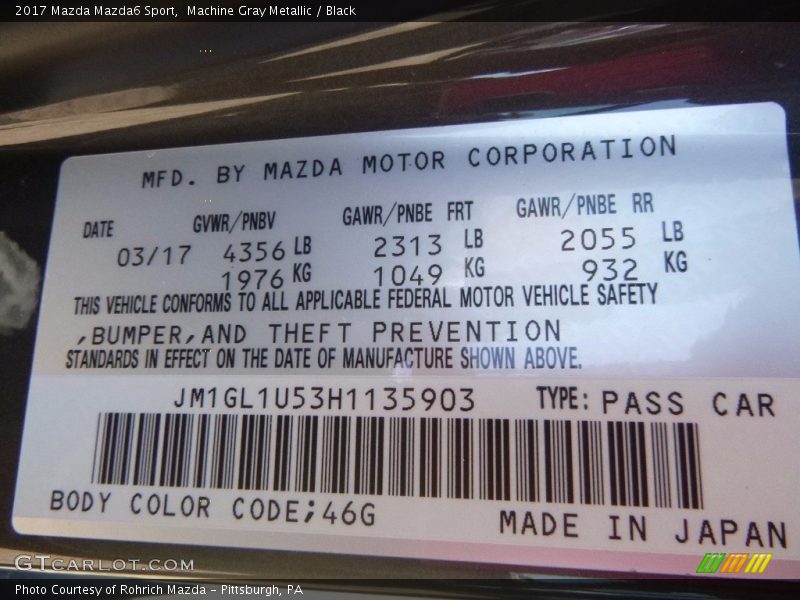 2017 Mazda Mazda6 Sport, Machine Gray Metallic / Black
MFD. BY MAZDA MOTOR CORPORATION
DATE GVWR/PNBV GAWR/PNBE FRT GAWR/PNBE RR
03/17 4356 LB 2313 LB 2055 LB
1976 KG 1049 KG 932 KG
THIS VEHICLE CONFORMS TO ALL APPLICABLE FEDERAL MOTOR VEHICLE SAFETY
,BUMPER,AND THEFT PREVENTION
STANDARDS IN EFFECT ON THE DATE OF MANUFACTURE SHOWN ABOVE.
JM1GL1U53H1135903 TYPE: PASS CAR
BODY COLOR CODE;46G MADE IN JAPAN
GTCARLOT.COM
Photo Courtesy of Rohrich Mazda - Pittsburgh, PA